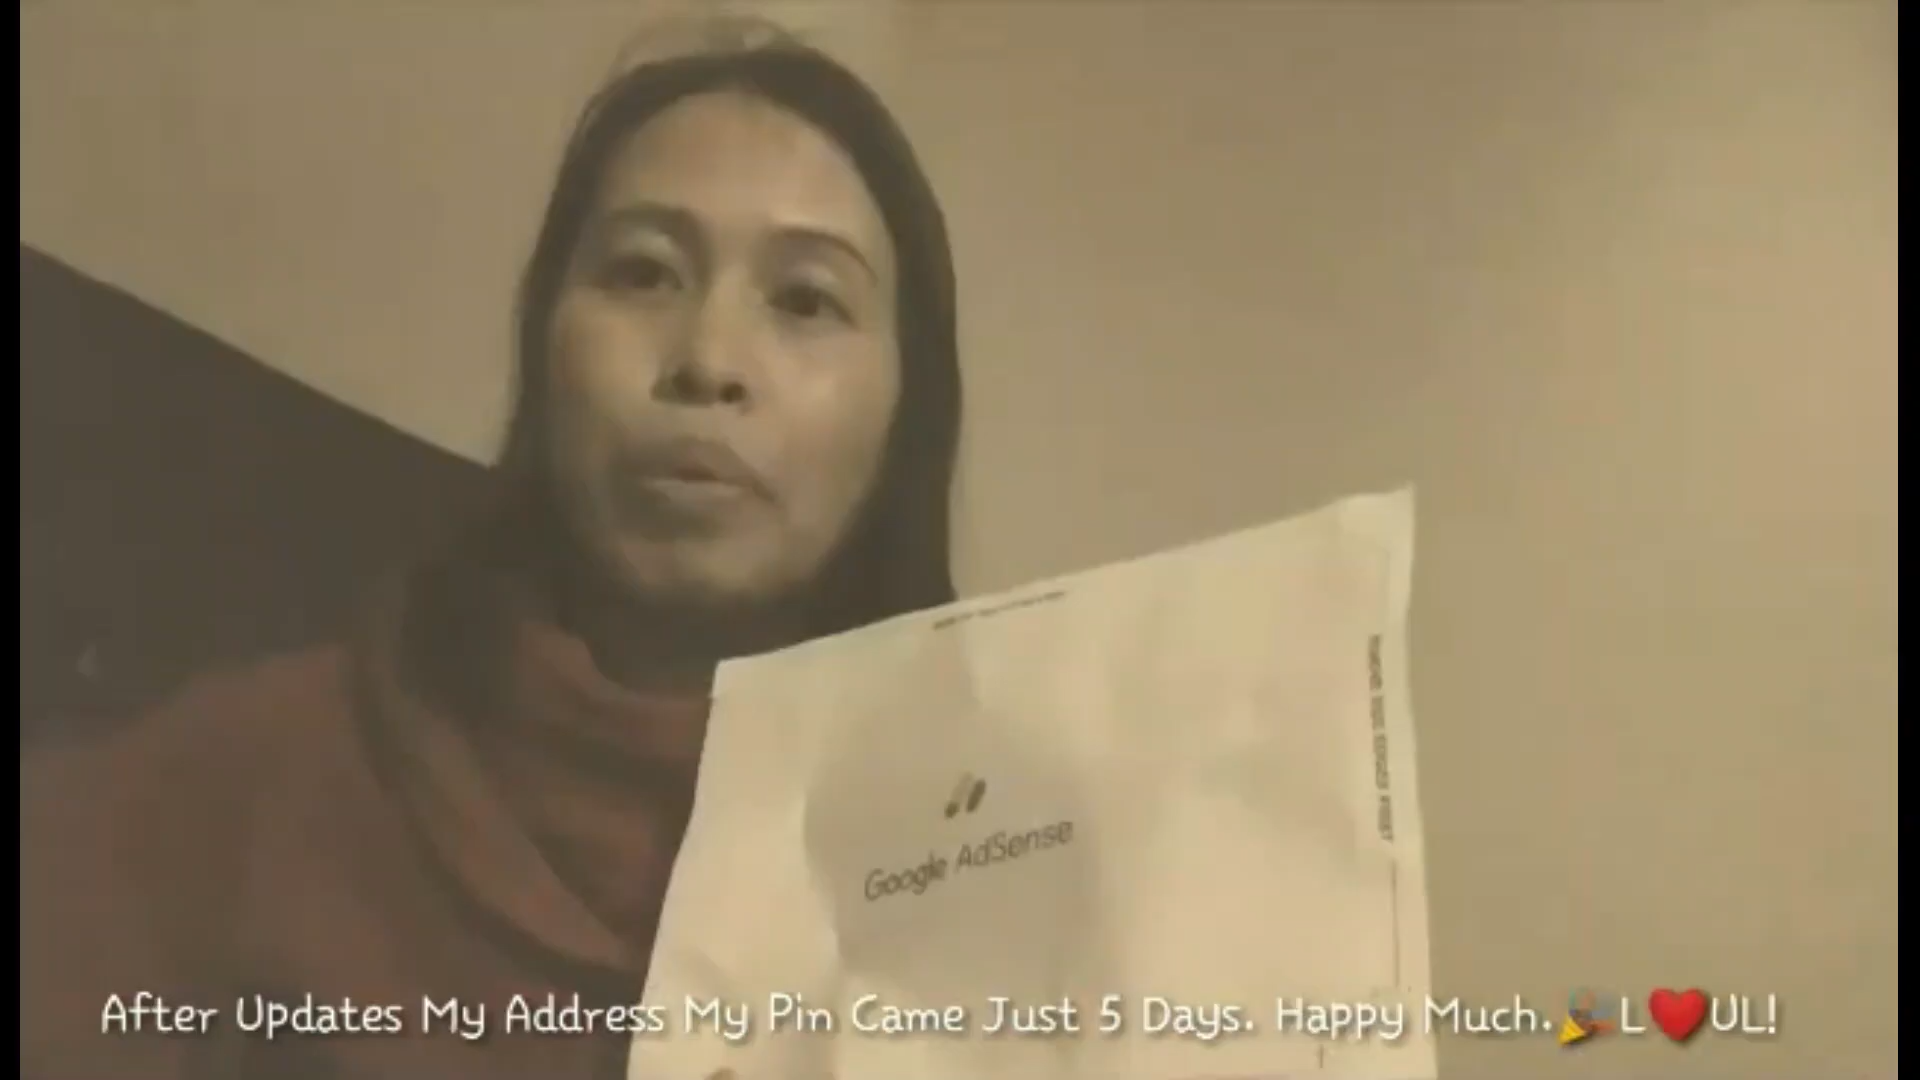 Google AdSense
After Updates My Address My Pin Came Just 5 Days. Happy Much.🎉L❤️UL!